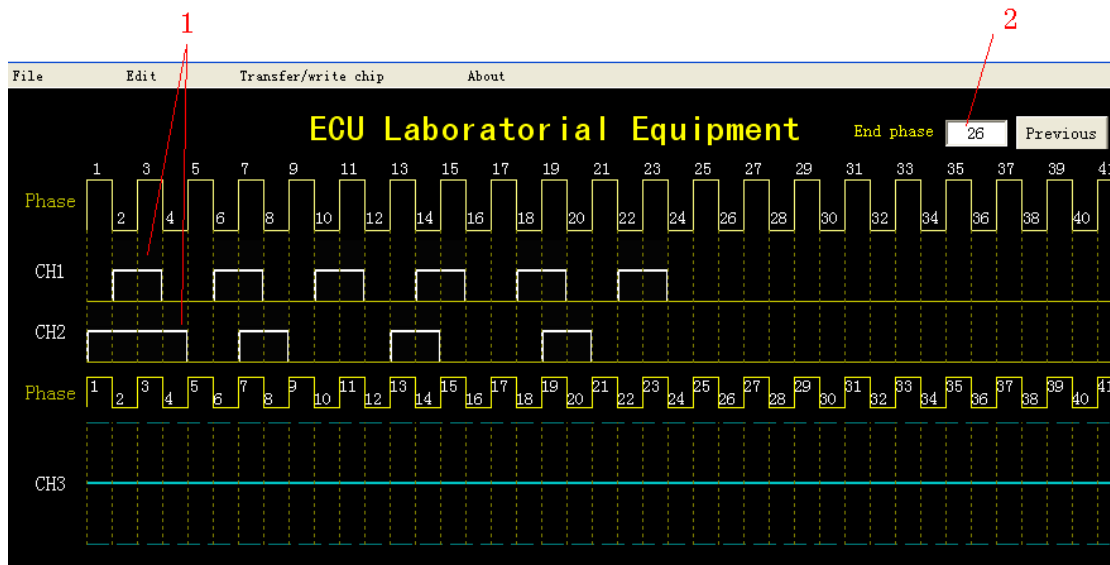 1 2
File Edit Transfer/write chip About
ECU Laboratorial Equipment End phase 26 Previous
1 3 5 7 9 11 13 15 17 19 21 23 25 27 29 31 33 35 37 39 41
Phase
2 4 6 8 10 12 14 16 18 20 22 24 26 28 30 32 34 36 38 40
CH1
CH2
Phase 1 3 5 7 9 11 13 15 17 19 21 23 25 27 29 31 33 35 37 39 41
2 4 6 8 10 12 14 16 18 20 22 24 26 28 30 32 34 36 38 40
CH3